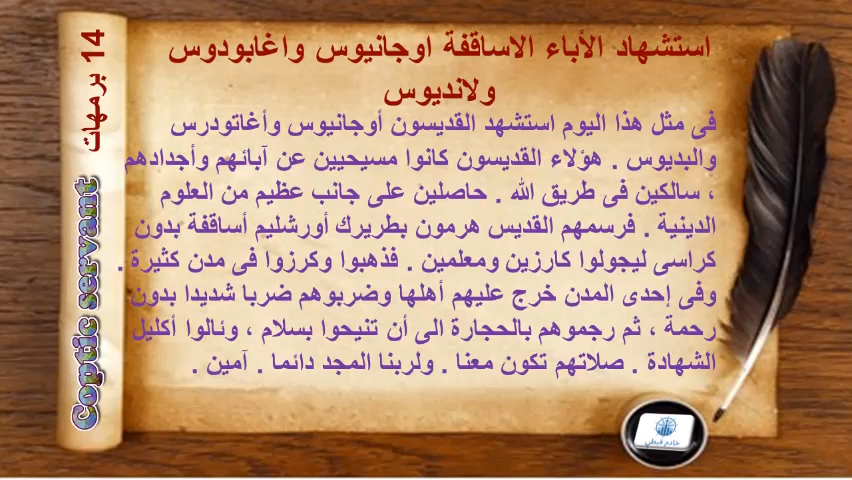 استشهاد الأباء الاساقفة اوجانيوس واغابودوس
ولانديوس
فى مثل هذا اليوم استشهد القديسون أوجانيوس وأغاتودرس
والبديوس . هؤلاء القديسون كانوا مسيحيين عن آبائهم وأجدادهم
، سالكين فى طريق الله . حاصلين على جانب عظيم من العلوم
الدينية . فرسمهم القديس هرمون بطريرك أورشليم أساقفة بدون
كراسى ليجولوا كارزين ومعلمين . فذهبوا وكرزوا فى مدن كثيرة .
وفى إحدى المدن خرج عليهم أهلها وضربوهم ضربا شديدا بدون
رحمة ، ثم رجموهم بالحجارة الى أن تنيحوا بسلام ، ونالوا أكليل
الشهادة . صلاتهم تكون معنا . ولربنا المجد دائما . آمين .
14 برمهات
Coptic servant
خادم قبطي